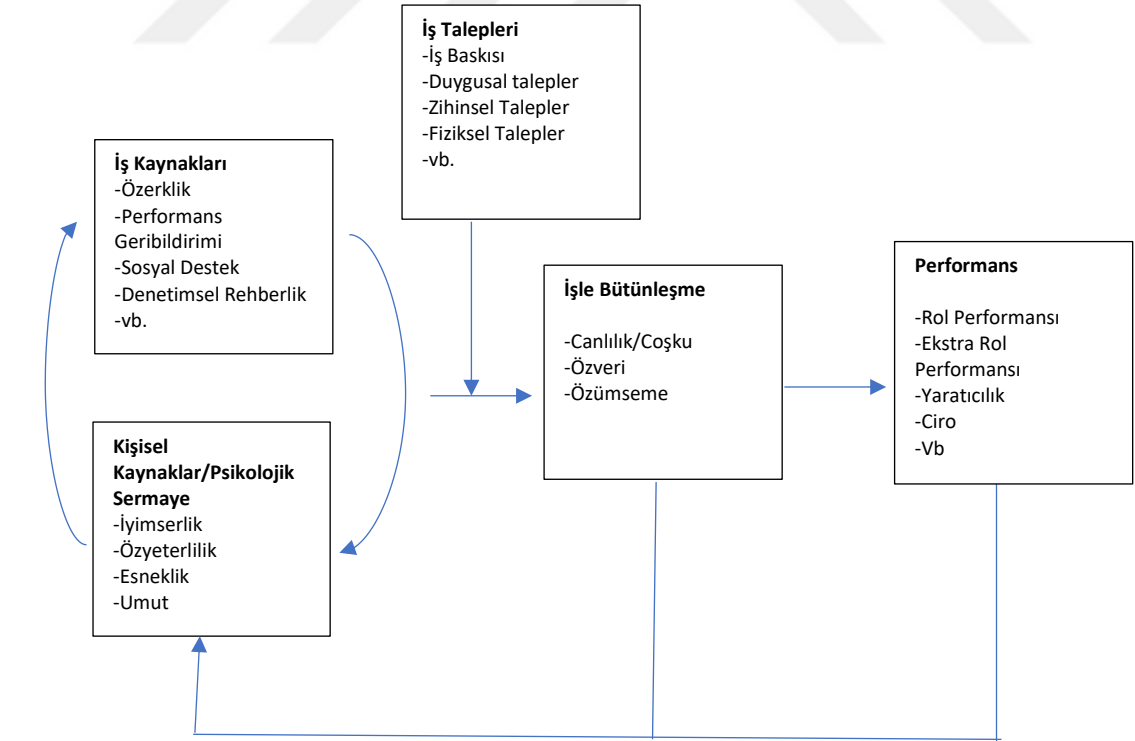 İş Talepleri
-İş Baskısı
-Duygusal talepler
-Zihinsel Talepler
-Fiziksel Talepler
-vb.
İş Kaynakları
-Özerklik
-Performans
Geribildirimi
-Sosyal Destek
-Denetimsel Rehberlik
-vb.
Kişisel
Kaynaklar/Psikolojik
Sermaye
-İyimserlik
-Özyeterlilik
-Esneklik
-Umut
İşle Bütünleşme
-Canlılık/Coşku
-Özveri
-Özümseme
Performans
-Rol Performansı
-Ekstra Rol
Performansı
-Yaratıcılık
-Ciro
-Vb